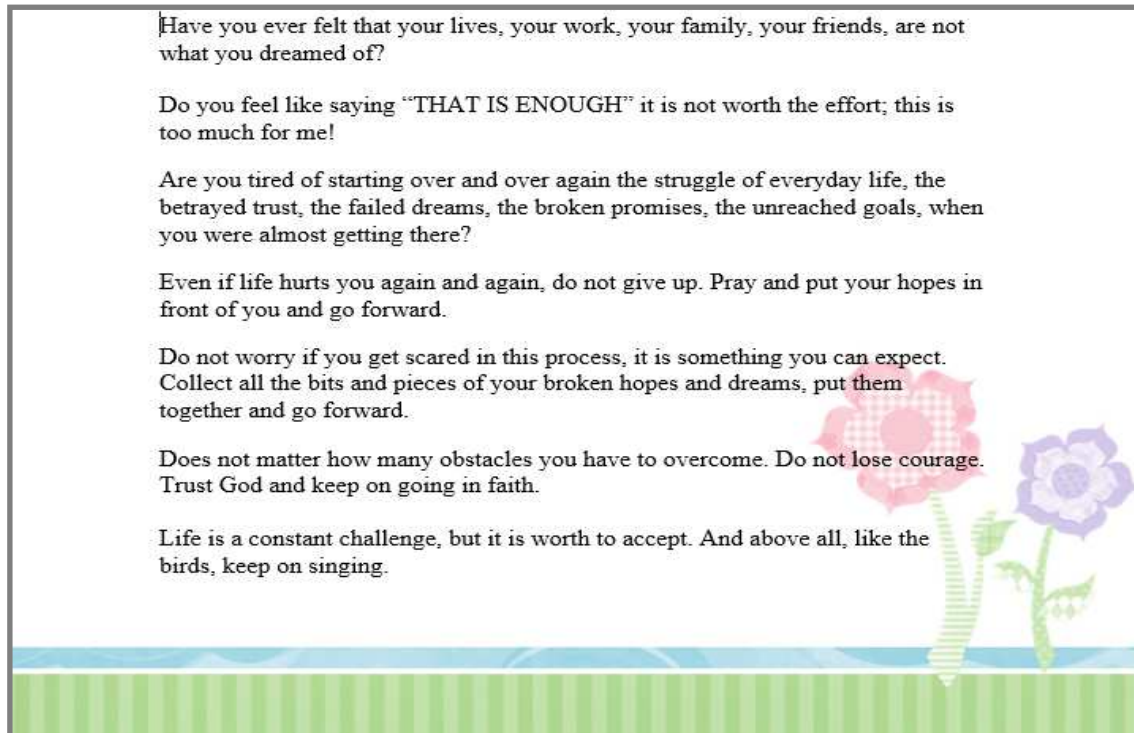 Have you ever felt that your lives, your work, your family, your friends, are not
what you dreamed of?
Do you feel like saying “THAT IS ENOUGH” it is not worth the effort; this is
too much for me!
Are you tired of starting over and over again the struggle of everyday life, the
betrayed trust, the failed dreams, the broken promises, the unreached goals, when
you were almost getting there?
Even if life hurts you again and again, do not give up. Pray and put your hopes in
front of you and go forward.
Do not worry if you get scared in this process, it is something you can expect.
Collect all the bits and pieces of your broken hopes and dreams, put them
together and go forward.
Does not matter how many obstacles you have to overcome. Do not lose courage.
Trust God and keep on going in faith.
Life is a constant challenge, but it is worth to accept. And above all, like the
birds, keep on singing.